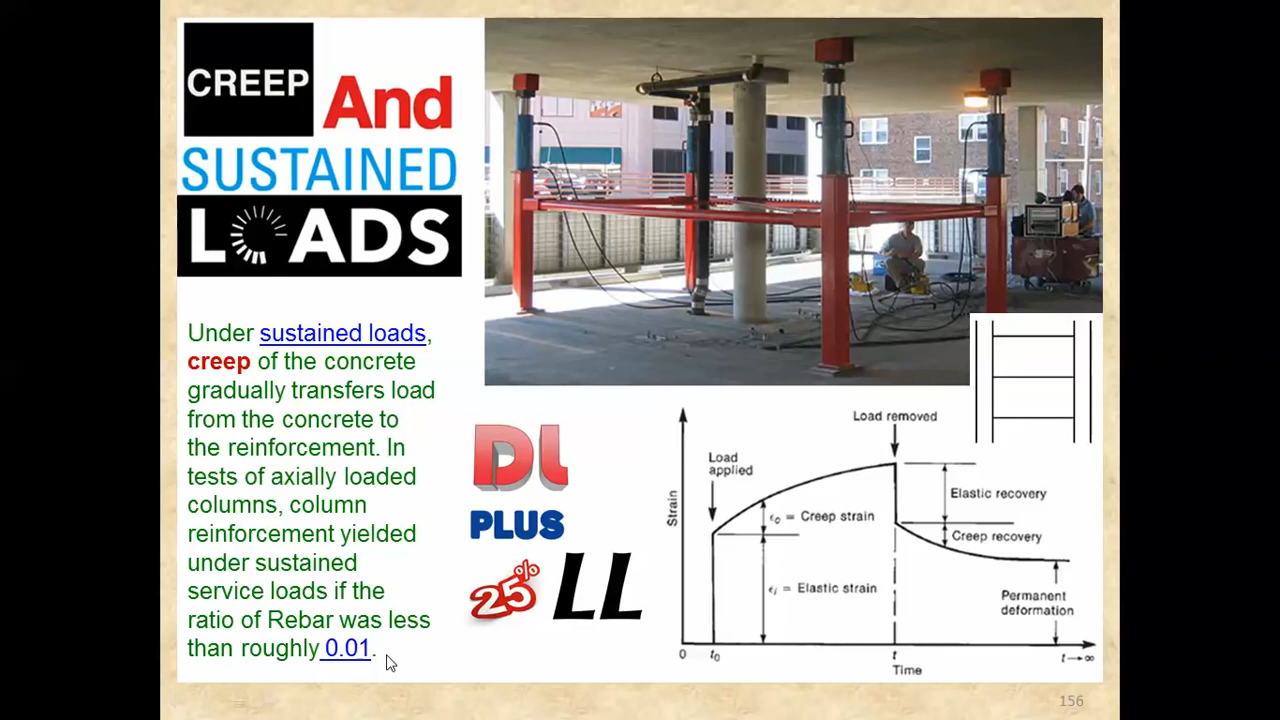 CREEP
And
SUSTAINED
LOADS
Under sustained loads,
creep of the concrete
gradually transfers load
from the concrete to
the reinforcement. In
tests of axially loaded
columns, column
reinforcement yielded
under sustained
service loads if the
ratio of Rebar was less
than roughly 0.01.
DL
PLUS
25% LL
Load removed
Load
applied
Strain
Elastic recovery
ϵc = Creep strain
Creep recovery
ϵi = Elastic strain
Permanent
deformation
0
t0
t
t→∞
Time
156